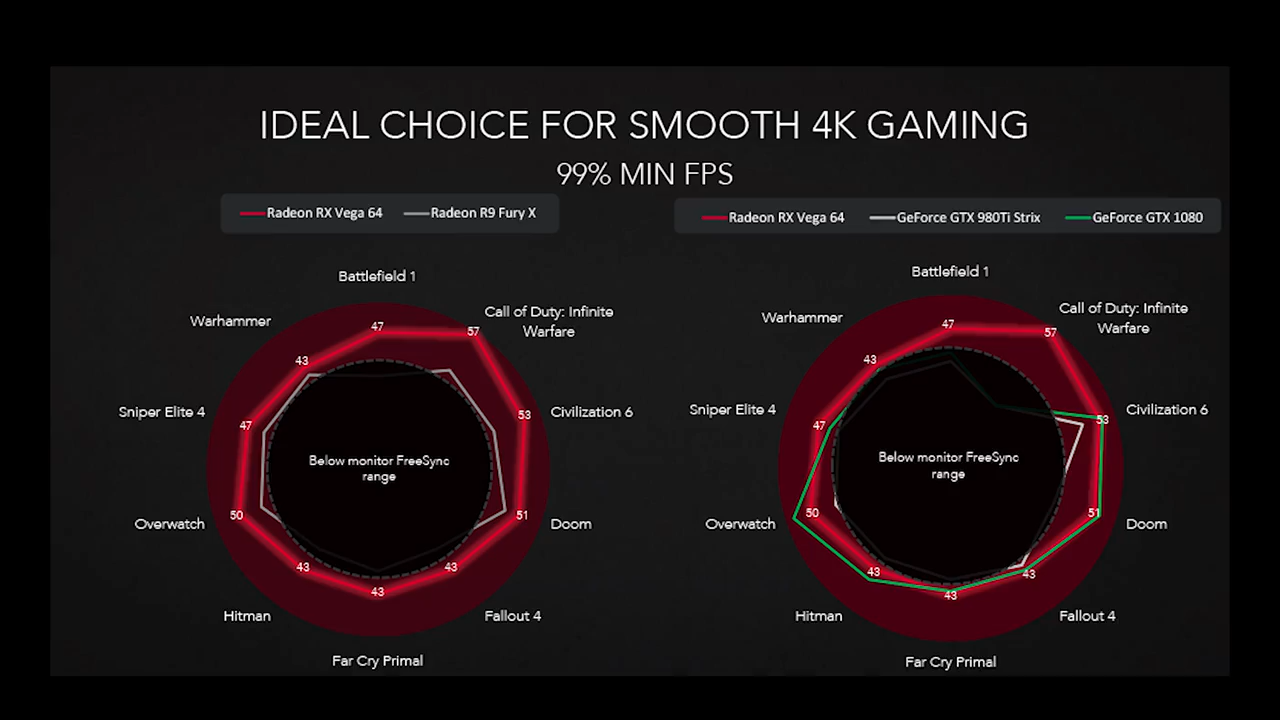 IDEAL CHOICE FOR SMOOTH 4K GAMING
99% MIN FPS
Radeon RX Vega 64
Radeon R9 Fury X
Battlefield 1
Call of Duty: Infinite
Warfare
Civilization 6
Doom
Fallout 4
Far Cry Primal
Hitman
Overwatch
Sniper Elite 4
Warhammer
47
57
53
51
43
43
43
50
47
43
Below monitor FreeSync
range
Radeon RX Vega 64
GeForce GTX 980Ti Strix
GeForce GTX 1080
Battlefield 1
Call of Duty: Infinite
Warfare
Civilization 6
Doom
Fallout 4
Far Cry Primal
Hitman
Overwatch
Sniper Elite 4
Warhammer
47
57
53
51
43
43
43
50
47
43
Below monitor FreeSync
range